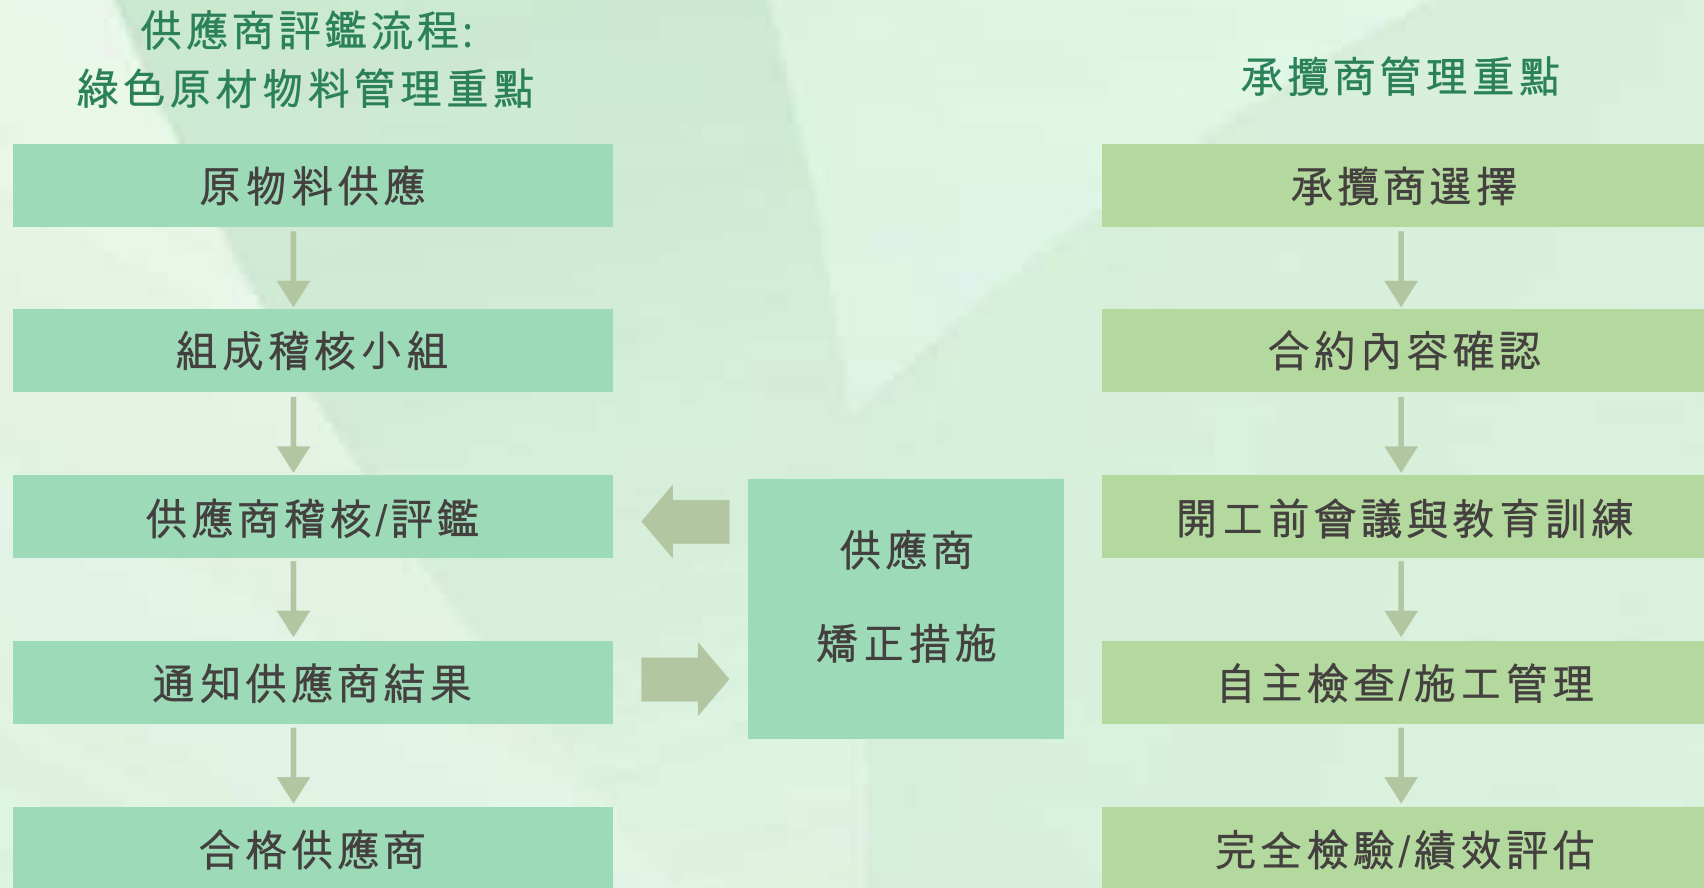 供應商評鑑流程:
綠色原材物料管理重點
原物料供應
組成稽核小組
供應商稽核/評鑑
通知供應商結果
合格供應商
供應商
矯正措施
承攬商管理重點
承攬商選擇
合約內容確認
開工前會議與教育訓練
自主檢查/施工管理
完全檢驗/績效評估